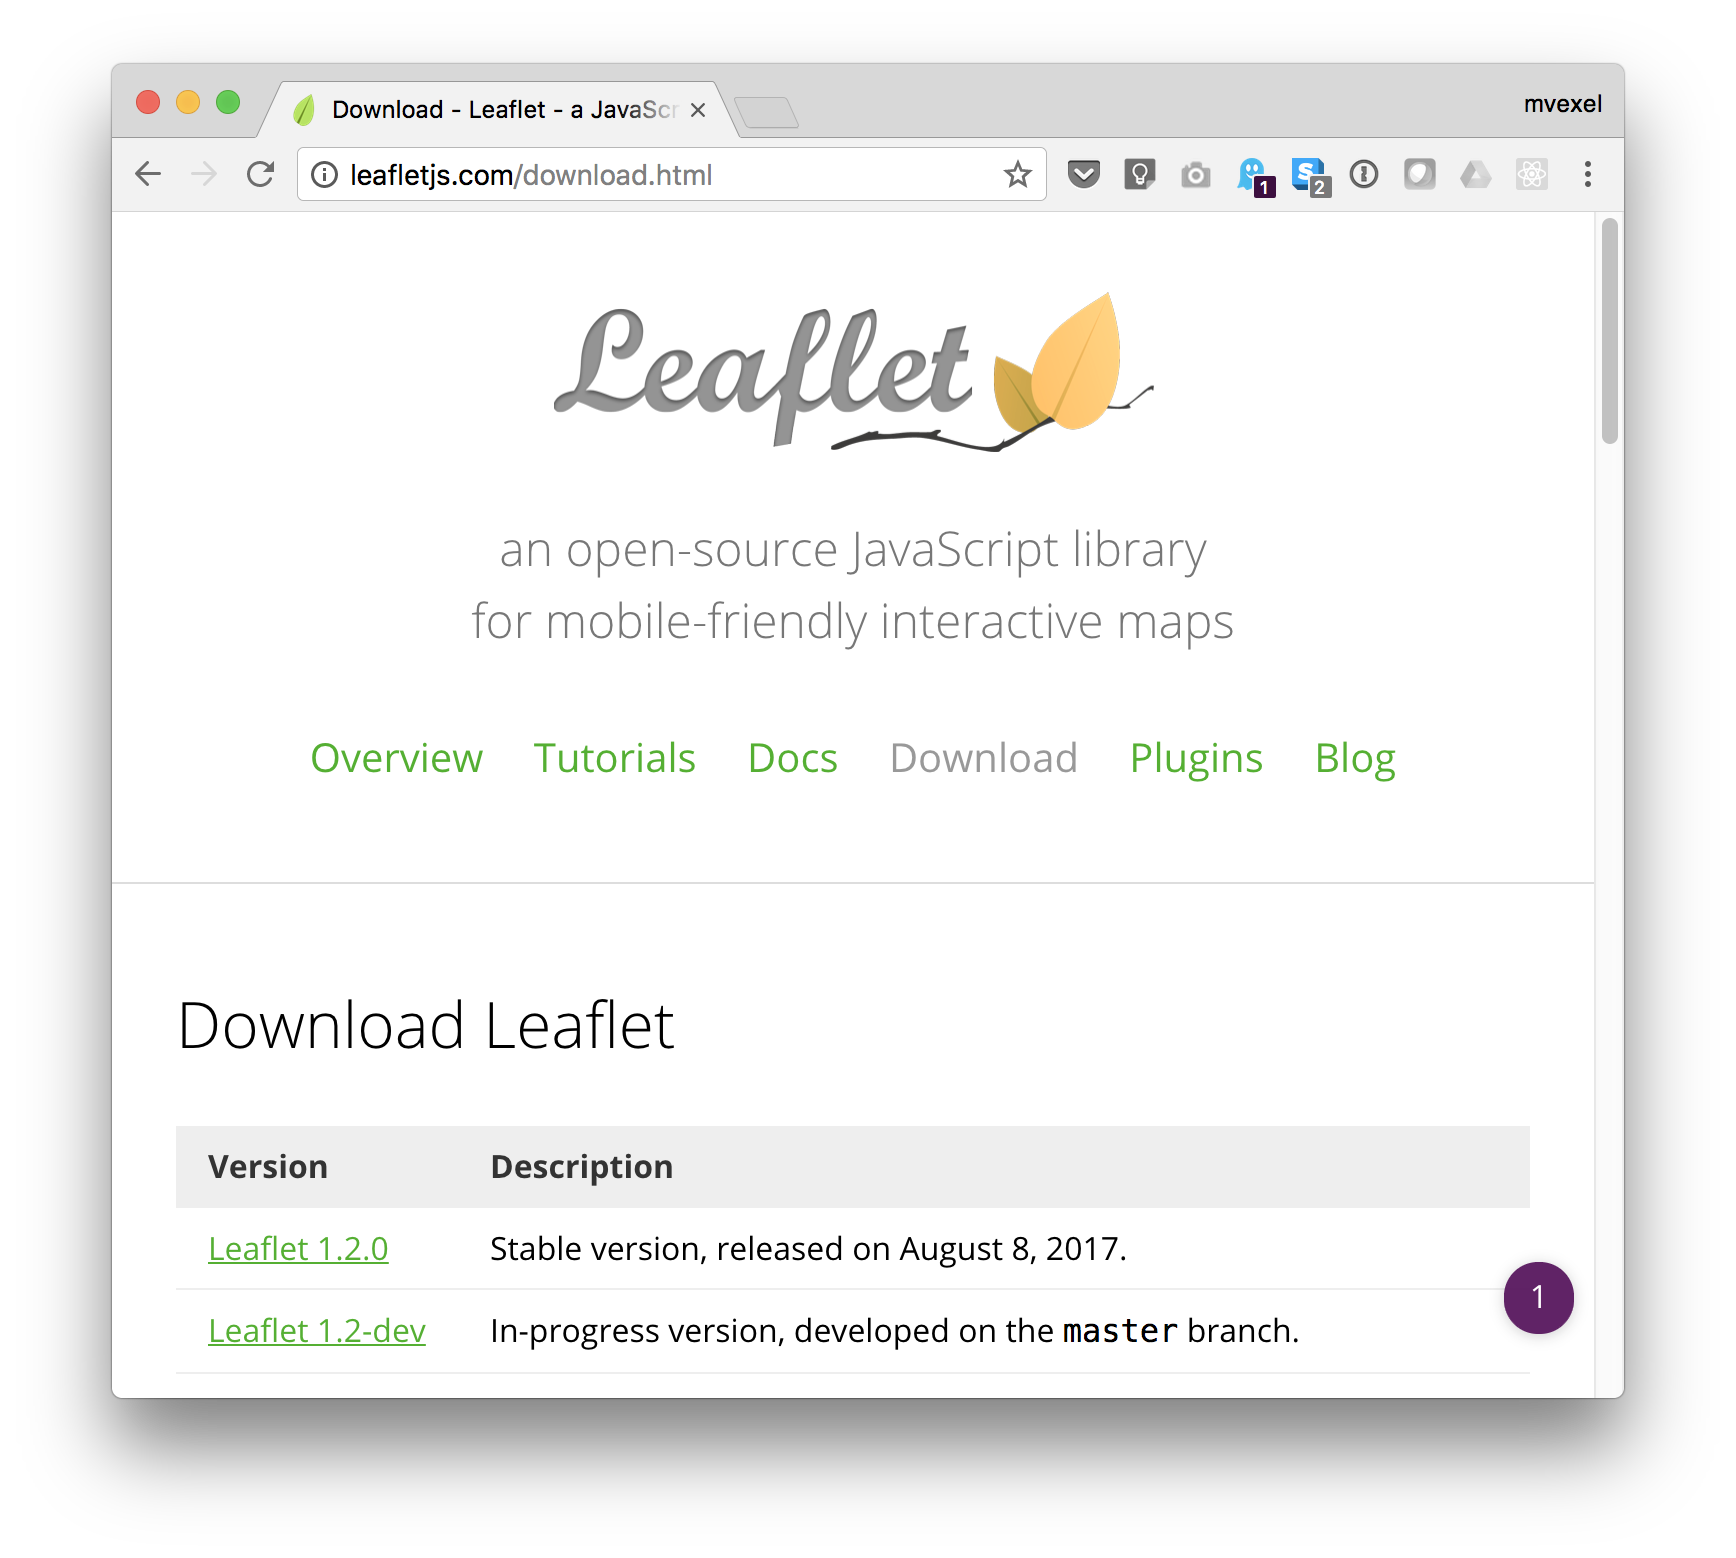 Download - Leaflet - a JavaScr
mvexel
leafletjs.com/download.html
1
2
Leaflet
an open-source JavaScript library
for mobile-friendly interactive maps
Overview Tutorials Docs Download Plugins Blog
Download Leaflet
Version Description
Leaflet 1.2.0 Stable version, released on August 8, 2017.
1
Leaflet 1.2-dev In-progress version, developed on the master branch.